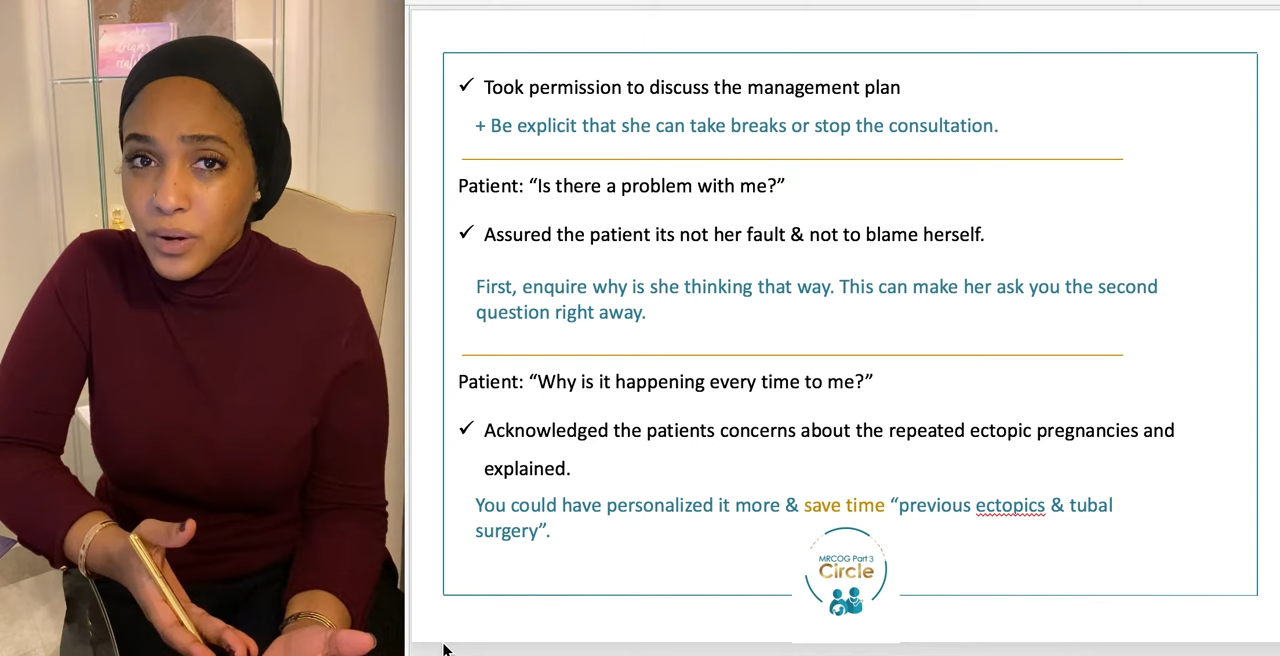 make
dreams
✓ Took permission to discuss the management plan
+ Be explicit that she can take breaks or stop the consultation.
Patient: “Is there a problem with me?”
✓ Assured the patient its not her fault & not to blame herself.
First, enquire why is she thinking that way. This can make her ask you the second
question right away.
Patient: “Why is it happening every time to me?”
✓ Acknowledged the patients concerns about the repeated ectopic pregnancies and
explained.
You could have personalized it more & save time “previous ectopics & tubal
surgery”.
MRCOG Part 3
Circle